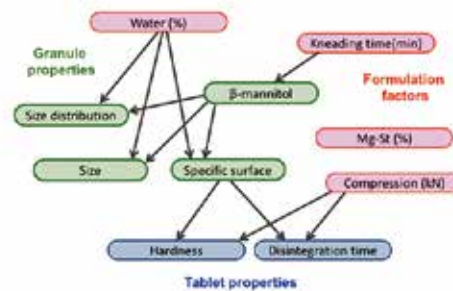 Water (%)
Kneading time[min]
Granule
properties
Formulation
factors
β-mannitol
Size distribution
Mg-St (%)
Size
Specific surface
Compression (kN)
Hardness
Disintegration time
Tablet properties